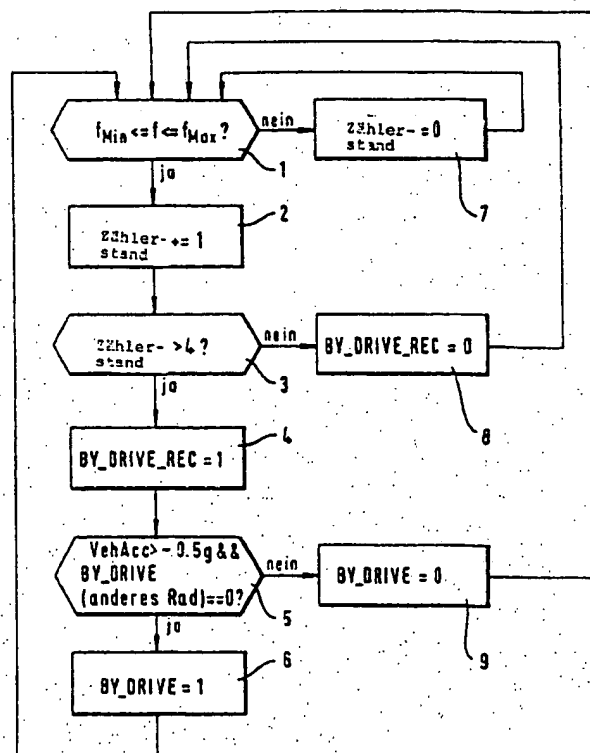 fMin <= f <= fMax?
nein
Zähler- = 0
stand
1
7
ja
2
Zähler- += 1
stand
Zähler- >4?
stand
nein
BY_DRIVE_REC = 0
3
8
ja
4
BY_DRIVE_REC = 1
VehAcc>-0.5g&&
BY_DRIVE
(anderes Rad)==0?
nein
BY_DRIVE = 0
5
9
ja
6
BY_DRIVE = 1